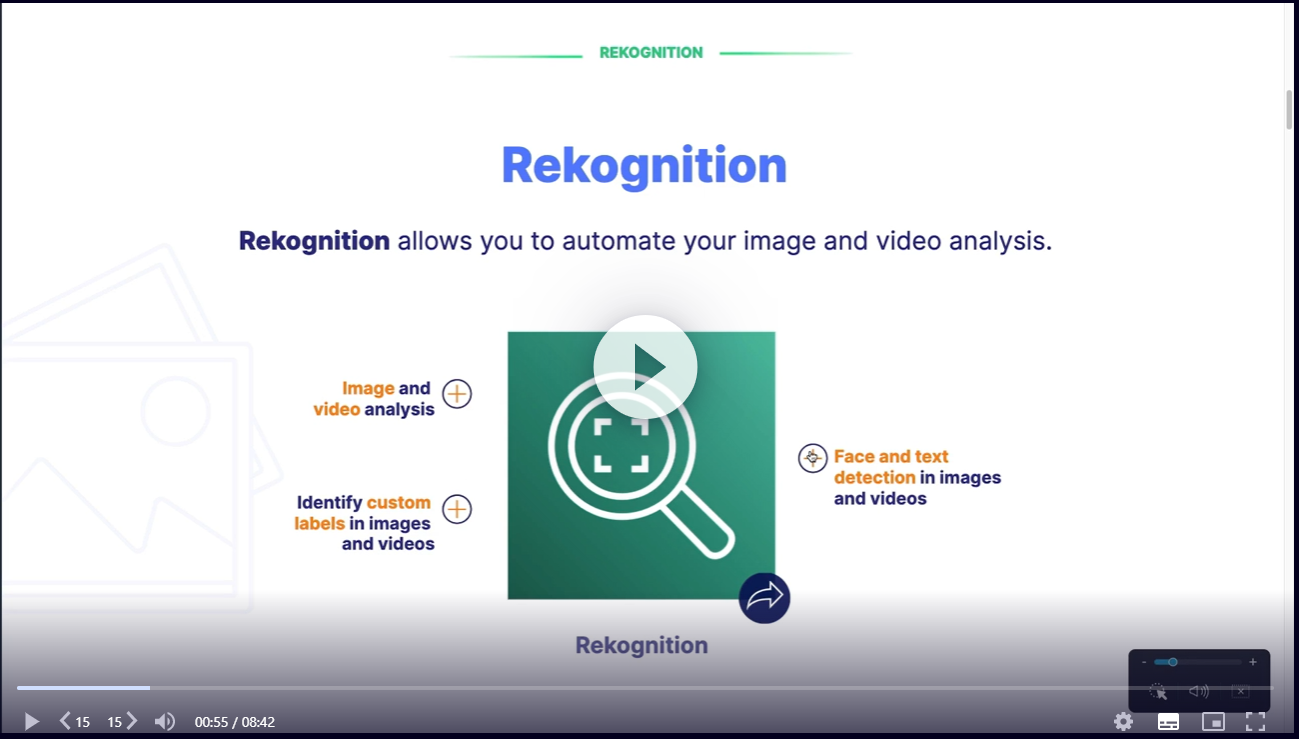 REKOGNITION
Rekognition
Rekognition allows you to automate your image and video analysis.
Image and
video analysis
Identify custom
labels in images
and videos
Face and text
detection in images
and videos
Rekognition
15 15 00:55 / 08:42